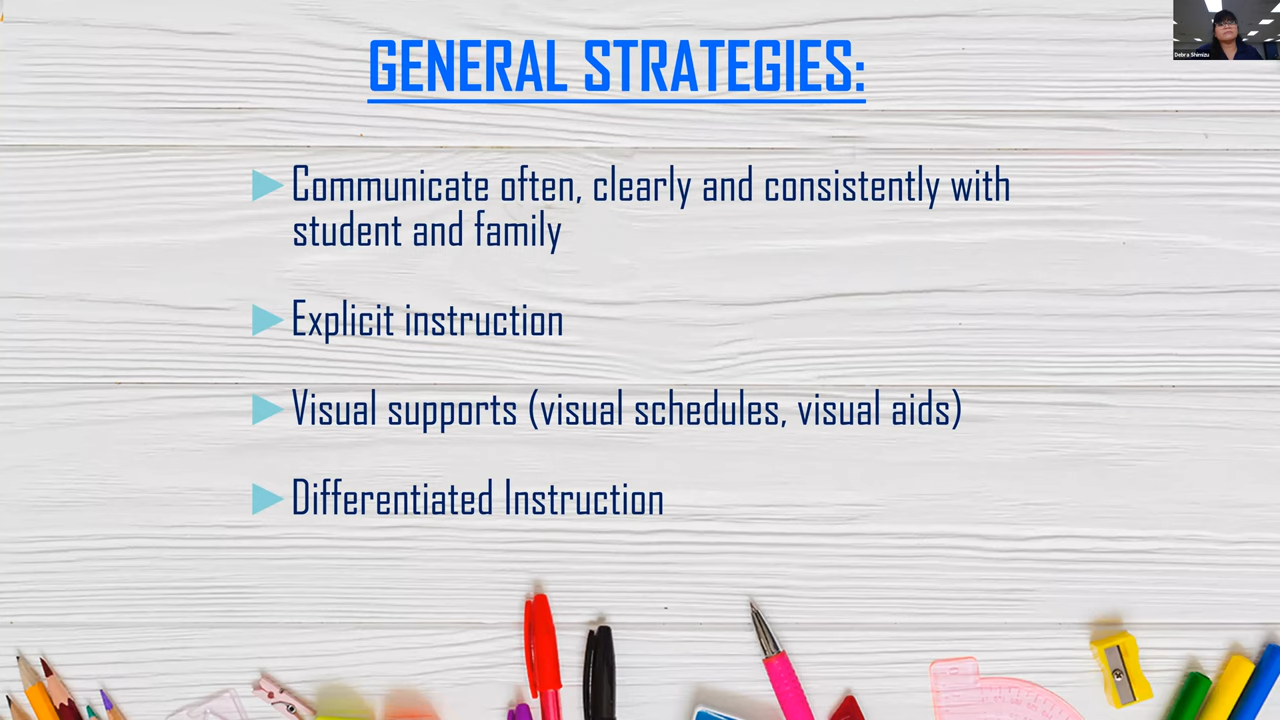 GENERAL STRATEGIES:
Debra Shimizu
Communicate often, clearly and consistently with
student and family
Explicit instruction
Visual supports (visual schedules, visual aids)
Differentiated Instruction